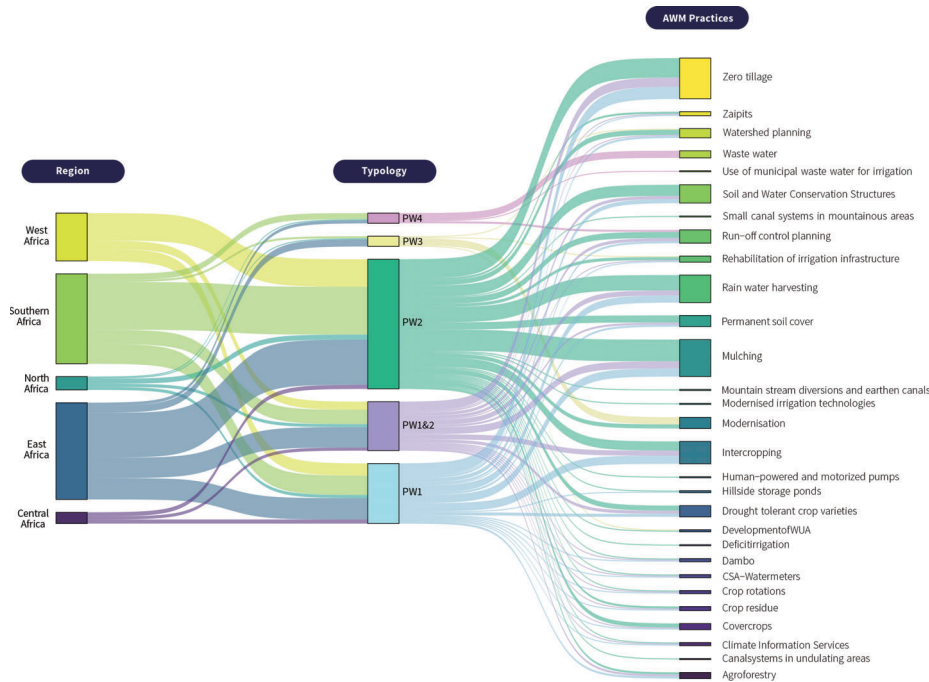 AWM Practices
Region
Typology
West
Africa
Southern
Africa
North
Africa
East
Africa
Central
Africa
PW4
PW3
PW2
PW1&2
PW1
Zero tillage
Zaipits
Watershed planning
Waste water
Use of municipal waste water for irrigation
Soil and Water Conservation Structures
Small canal systems in mountainous areas
Run-off control planning
Rehabilitation of irrigation infrastructure
Rain water harvesting
Permanent soil cover
Mulching
Mountain stream diversions and earthen canals
Modernised irrigation technologies
Modernisation
Intercropping
Human-powered and motorized pumps
Hillside storage ponds
Drought tolerant crop varieties
DevelopmentofWUA
Deficitirrigation
Dambo
CSA-Watermeters
Crop rotations
Crop residue
Covercrops
Climate Information Services
Canalsystems in undulating areas
Agroforestry